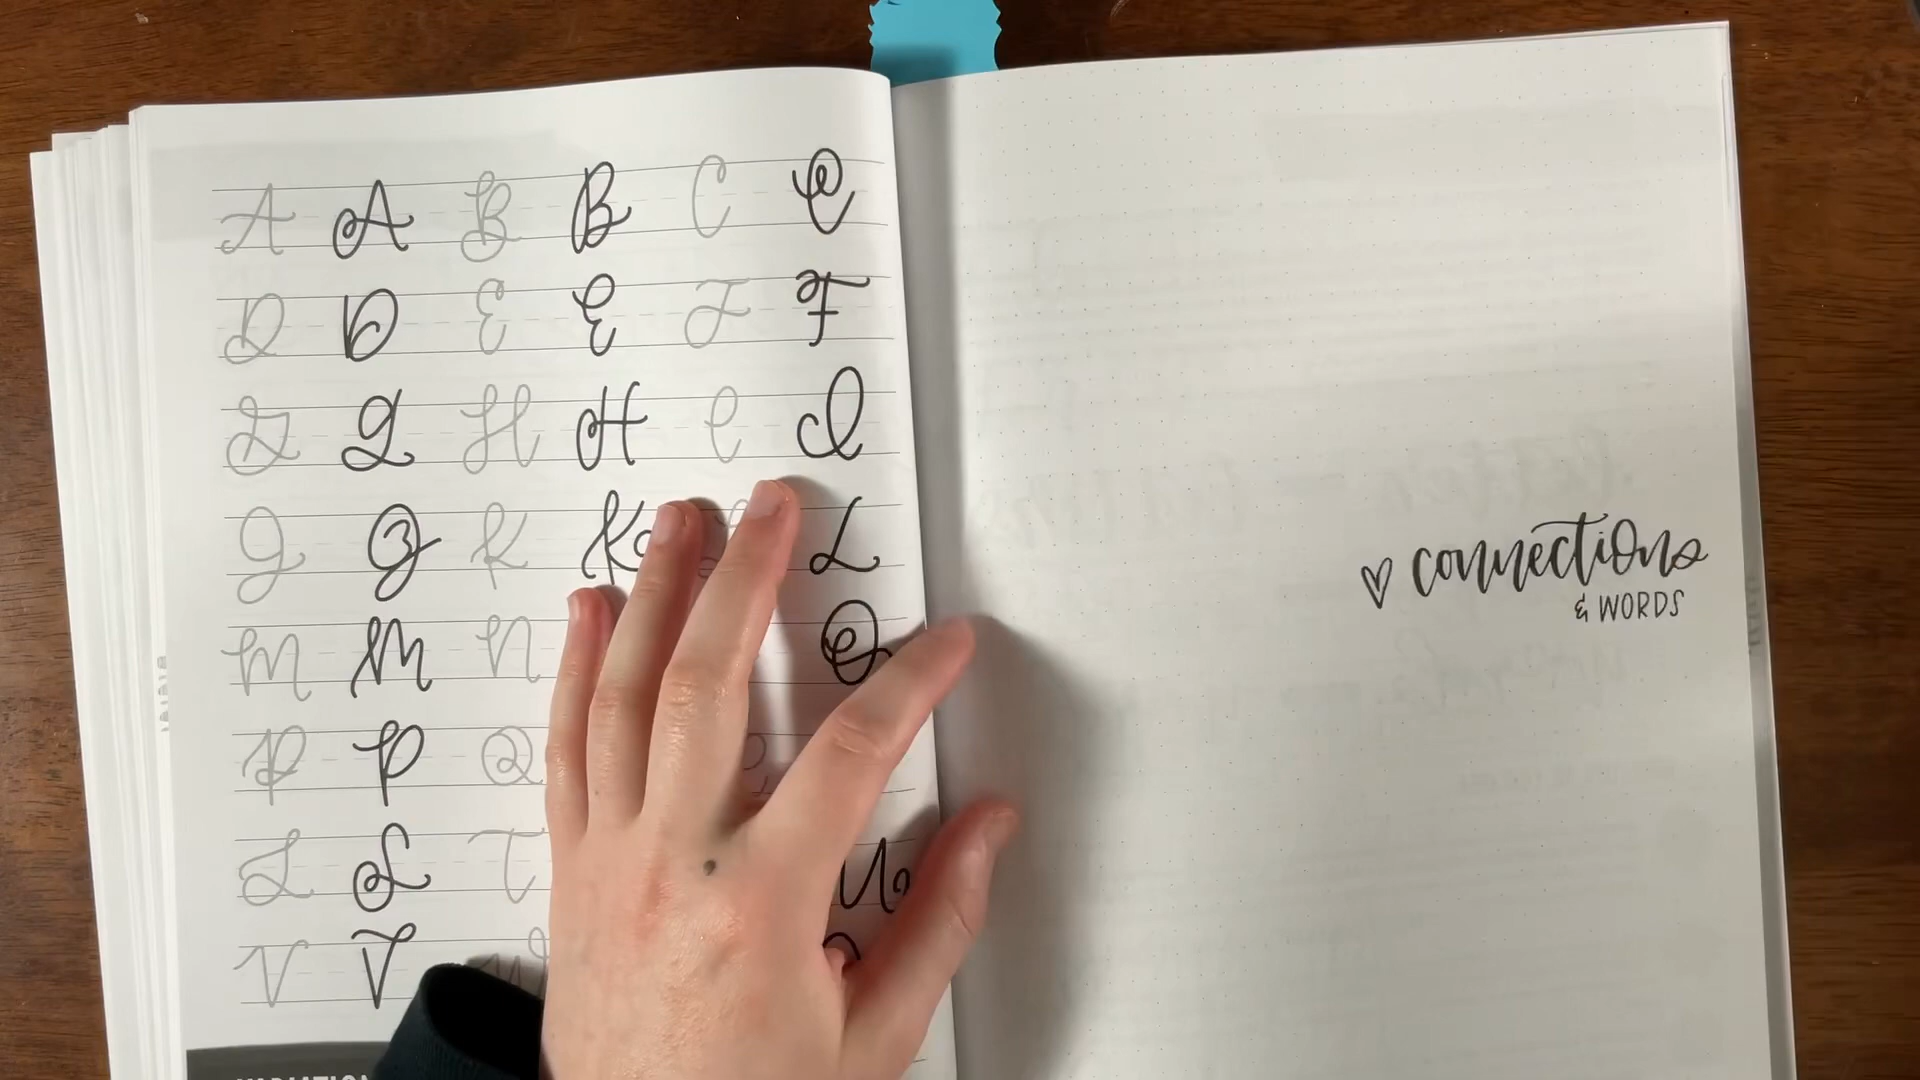 A A B B C C
D D E E F F
G G H H I I
J J K K L
M M N O
P P Q
S S T U
V V W
connections
& WORDS